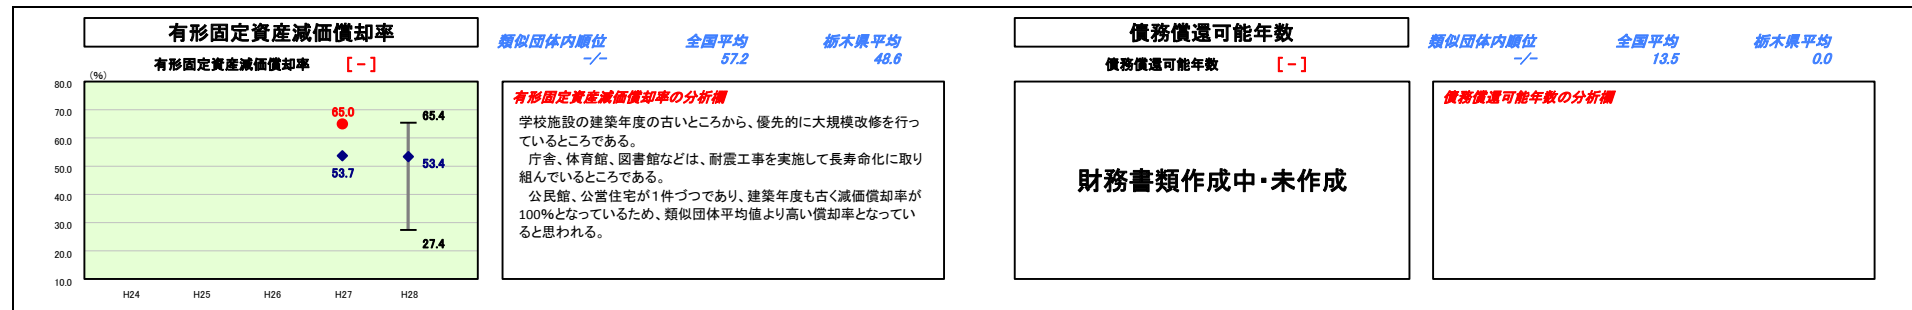 有形固定資産減価償却率
有形固定資産減価償却率 [ - ]
類似団体内順位 全国平均 栃木県平均
-/- 57.2 48.6
(%)
80.0
70.0
60.0
50.0
40.0
30.0
20.0
10.0
65.0
53.7
65.4
53.4
27.4
H24 H25 H26 H27 H28
有形固定資産減価償却率の分析欄
学校施設の建築年度の古いところから、優先的に大規模改修を行っ
ているところである。
庁舎、体育館、図書館などは、耐震工事を実施して長寿命化に取り
組んでいるところである。
公民館、公営住宅が１件づつであり、建築年度も古く減価償却率が
100%となっているため、類似団体平均値より高い償却率となってい
ると思われる。
債務償還可能年数
債務償還可能年数 [ - ]
類似団体内順位 全国平均 栃木県平均
-/- 13.5 0.0
財務書類作成中・未作成
債務償還可能年数の分析欄